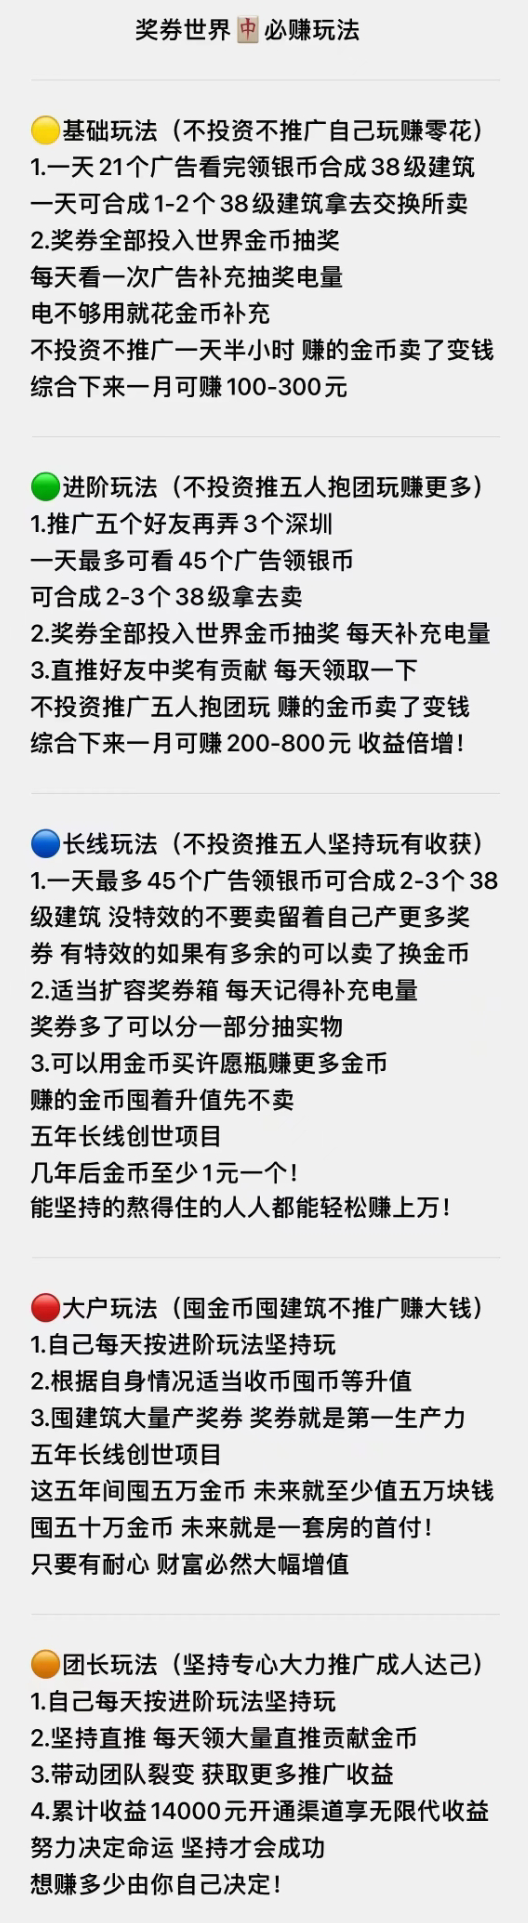 奖券世界🀄必赚玩法
🟡基础玩法（不投资不推广自己玩赚零花）
1.一天21个广告看完领银币合成38级建筑
一天可合成1-2个38级建筑拿去交换所卖
2.奖券全部投入世界金币抽奖
每天看一次广告补充抽奖电量
电不够用就花金币补充
不投资不推广一天半小时 赚的金币卖了变钱
综合下来一月可赚100-300元
🟢进阶玩法（不投资推五人抱团玩赚更多）
1.推广五个好友再弄3个深圳
一天最多可看45个广告领银币
可合成2-3个38级拿去卖
2.奖券全部投入世界金币抽奖 每天补充电量
3.直推好友中奖有贡献 每天领取一下
不投资推广五人抱团玩 赚的金币卖了变钱
综合下来一月可赚200-800元 收益倍增！
🔵长线玩法（不投资推五人坚持玩有收获）
1.一天最多45个广告领银币可合成2-3个38
级建筑 没特效的不要卖留着自己产更多奖
券 有特效的如果有多余的可以卖了换金币
2.适当扩容奖券箱 每天记得补充电量
奖券多了可以分一部分抽实物
3.可以用金币买许愿瓶赚更多金币
赚的金币囤着升值先不卖
五年长线创世项目
几年后金币至少1元一个！
能坚持的熬得住的人人都能轻松赚上万！
🔴大户玩法（囤金币囤建筑不推广赚大钱）
1.自己每天按进阶玩法坚持玩
2.根据自身情况适当收币囤币等升值
3.囤建筑大量产奖券 奖券就是第一生产力
五年长线创世项目
这五年间囤五万金币 未来就至少值五万块钱
囤五十万金币 未来就是一套房的首付！
只要有耐心 财富必然大幅增值
🟠团长玩法（坚持专心大力推广成人达己）
1.自己每天按进阶玩法坚持玩
2.坚持直推 每天领大量直推贡献金币
3.带动团队裂变 获取更多推广收益
4.累计收益14000元开通渠道享无限代收益
努力决定命运 坚持才会成功
想赚多少由你自己决定！